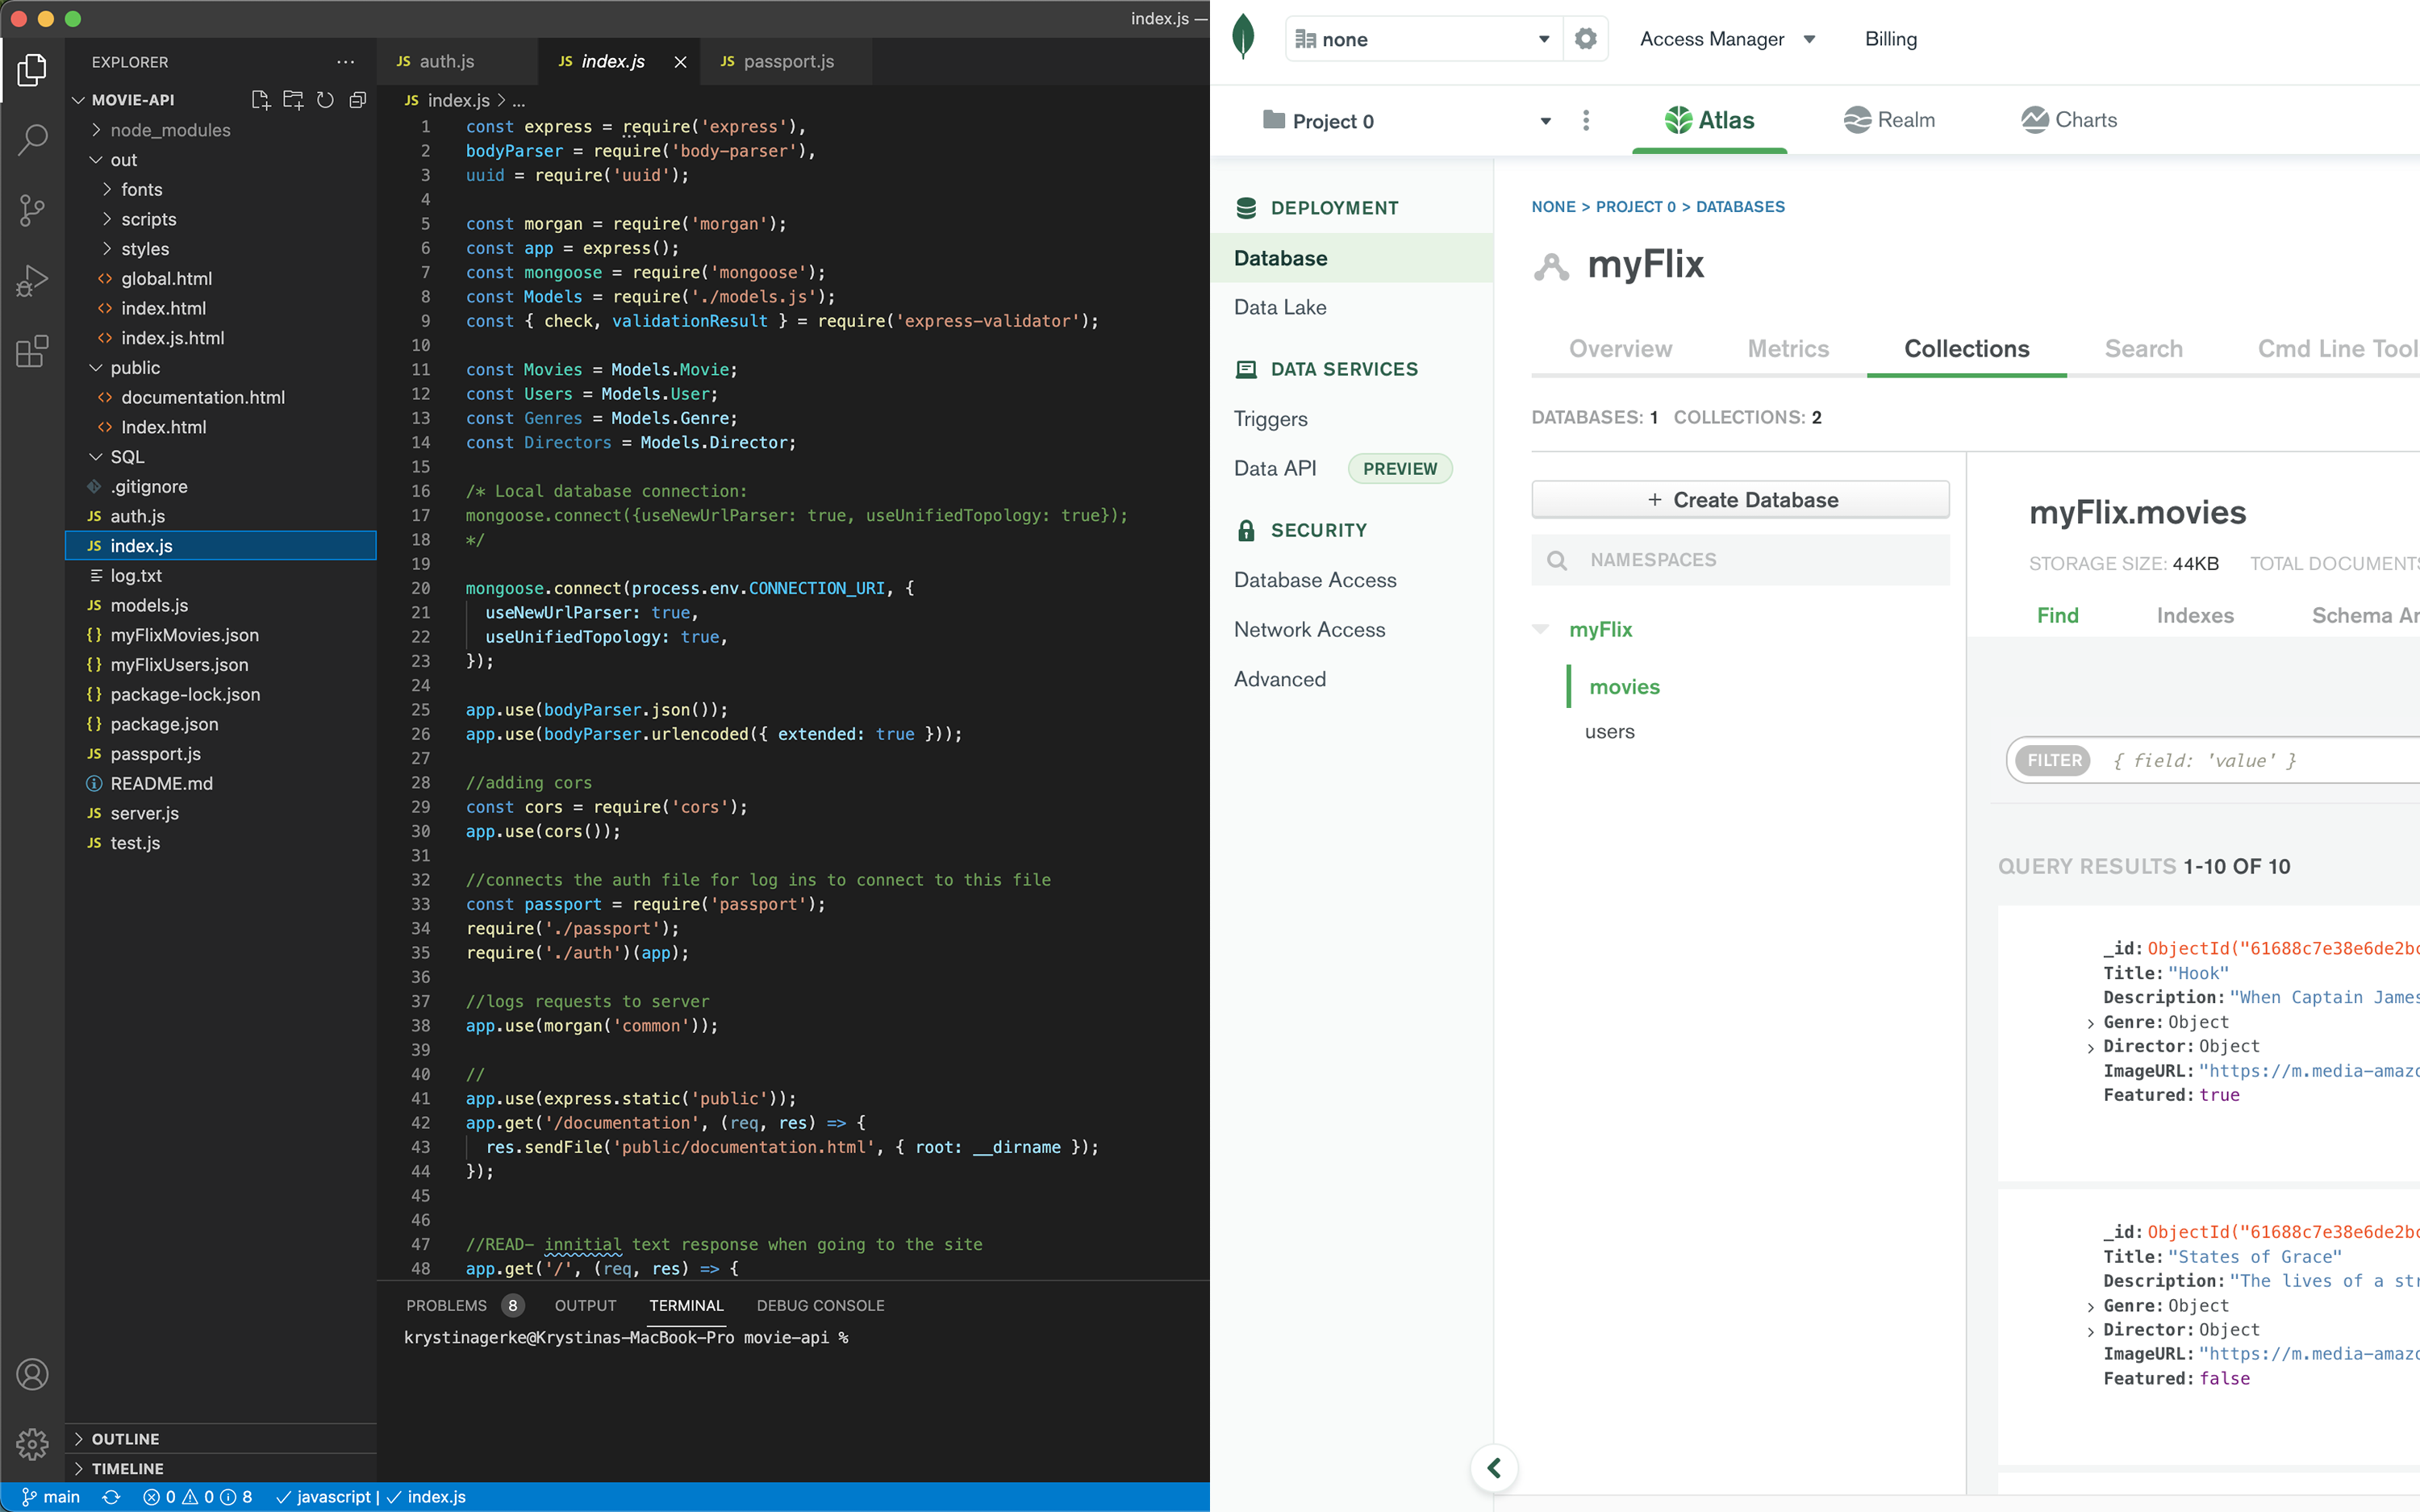 index.js —
EXPLORER
MOVIE-API
node_modules
out
fonts
scripts
styles
global.html
index.html
index.js.html
public
documentation.html
Index.html
SQL
.gitignore
JS auth.js
JS index.js
log.txt
JS models.js
{} myFlixMovies.json
{} myFlixUsers.json
{} package-lock.json
{} package.json
JS passport.js
README.md
JS server.js
JS test.js
OUTLINE
TIMELINE
JS auth.js
JS index.js
JS passport.js
JS index.js > ...
1 const express = require('express'),
2 bodyParser = require('body-parser'),
3 uuid = require('uuid');
4
5 const morgan = require('morgan');
6 const app = express();
7 const mongoose = require('mongoose');
8 const Models = require('./models.js');
9 const { check, validationResult } = require('express-validator');
10
11 const Movies = Models.Movie;
12 const Users = Models.User;
13 const Genres = Models.Genre;
14 const Directors = Models.Director;
15
16 /* Local database connection:
17 mongoose.connect({useNewUrlParser: true, useUnifiedTopology: true});
18 */
19
20 mongoose.connect(process.env.CONNECTION_URI, {
21 useNewUrlParser: true,
22 useUnifiedTopology: true,
23 });
24
25 app.use(bodyParser.json());
26 app.use(bodyParser.urlencoded({ extended: true }));
27
28 //adding cors
29 const cors = require('cors');
30 app.use(cors());
31
32 //connects the auth file for log ins to connect to this file
33 const passport = require('passport');
34 require('./passport');
35 require('./auth')(app);
36
37 //logs requests to server
38 app.use(morgan('common'));
39
40 //
41 app.use(express.static('public'));
42 app.get('/documentation', (req, res) => {
43 res.sendFile('public/documentation.html', { root: __dirname });
44 });
45
46
47 //READ- innitial text response when going to the site
48 app.get('/', (req, res) => {
PROBLEMS 8 OUTPUT TERMINAL DEBUG CONSOLE
krystinagerke@Krystinas-MacBook-Pro movie-api %
main 0 0 8 javascript | index.js
none
Access Manager
Billing
Project 0
Atlas
Realm
Charts
DEPLOYMENT
Database
Data Lake
DATA SERVICES
Triggers
Data API PREVIEW
SECURITY
Database Access
Network Access
Advanced
NONE > PROJECT 0 > DATABASES
myFlix
Overview Metrics Collections Search Cmd Line Tool
DATABASES: 1 COLLECTIONS: 2
+ Create Database
NAMESPACES
myFlix
movies
users
myFlix.movies
STORAGE SIZE: 44KB TOTAL DOCUMENTS
Find Indexes Schema
FILTER { field: 'value' }
QUERY RESULTS 1-10 OF 10
_id: ObjectId("61688c7e38e6de2bc
Title: "Hook"
Description: "When Captain James
Genre: Object
Director: Object
ImageURL: "https://m.media-amazo
Featured: true
_id: ObjectId("61688c7e38e6de2bc
Title: "States of Grace"
Description: "The lives of a str
Genre: Object
Director: Object
ImageURL: "https://m.media-amazo
Featured: false